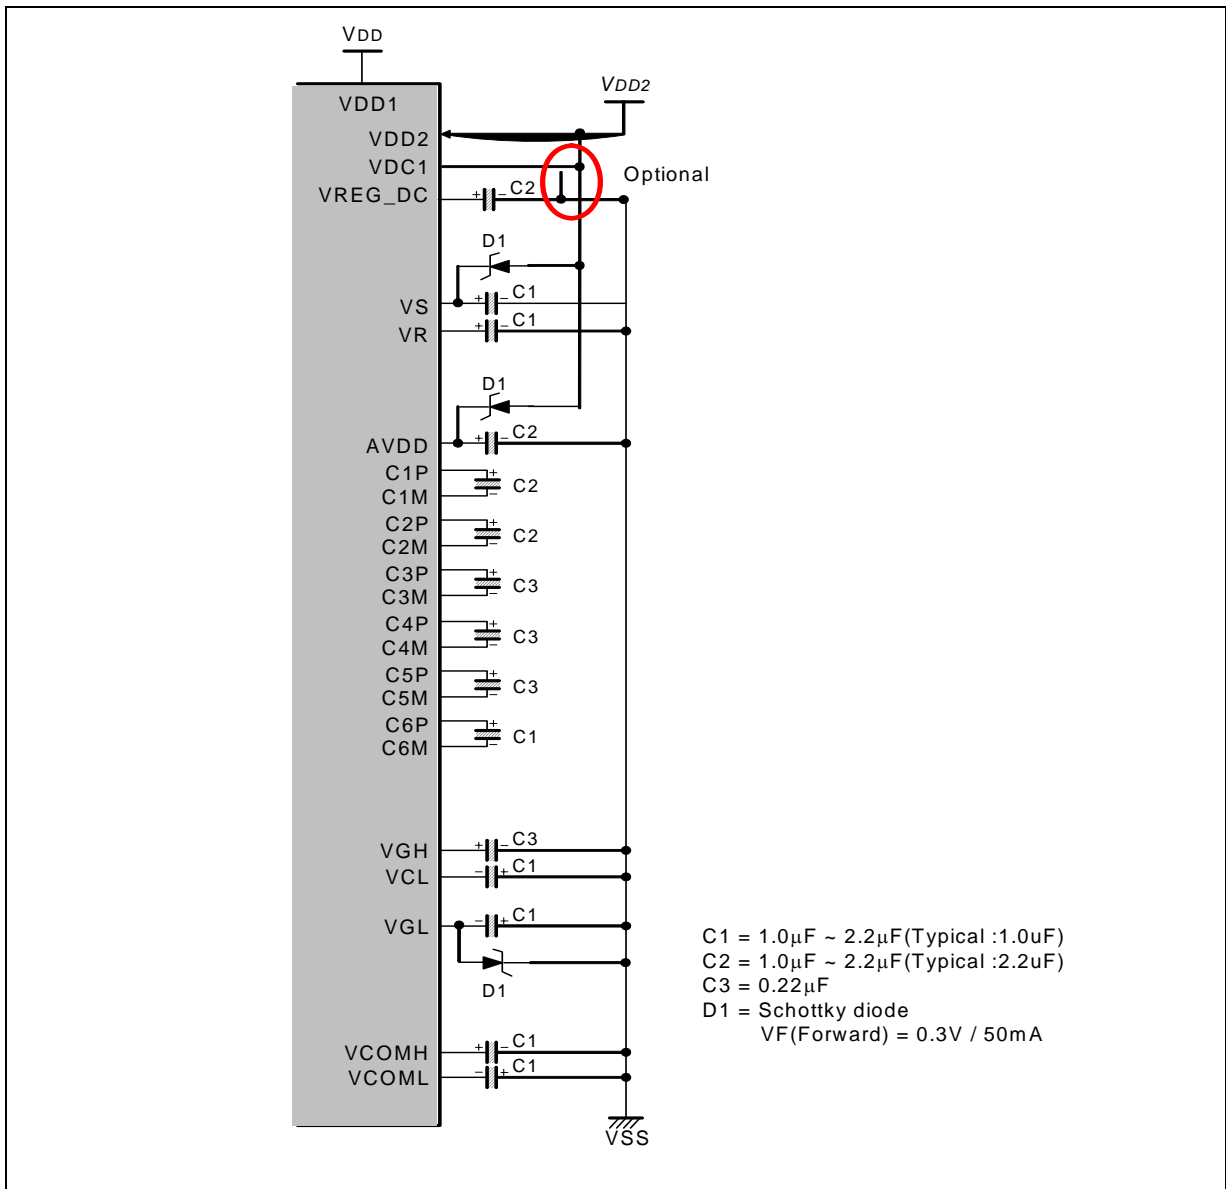 VDD
VDD1
VDD2
VDD2
VDC1
Optional
VREG_DC
+ - C2
D1
VS
+ - C1
VR
+ - C1
D1
AVDD
+ - C2
C1P
+
C2
C1M
-
C2P
+
C2
C2M
-
C3P
+
C3
C3M
-
C4P
+
C3
C4M
-
C5P
+
C3
C5M
-
C6P
+
C1
C6M
-
VGH
+ - C3
VCL
- + C1
VGL
- + C1
D1
C1 = 1.0μF ~ 2.2μF(Typical :1.0uF)
C2 = 1.0μF ~ 2.2μF(Typical :2.2uF)
C3 = 0.22μF
D1 = Schottky diode
VF(Forward) = 0.3V / 50mA
VCOMH
+ - C1
VCOML
- + C1
VSS